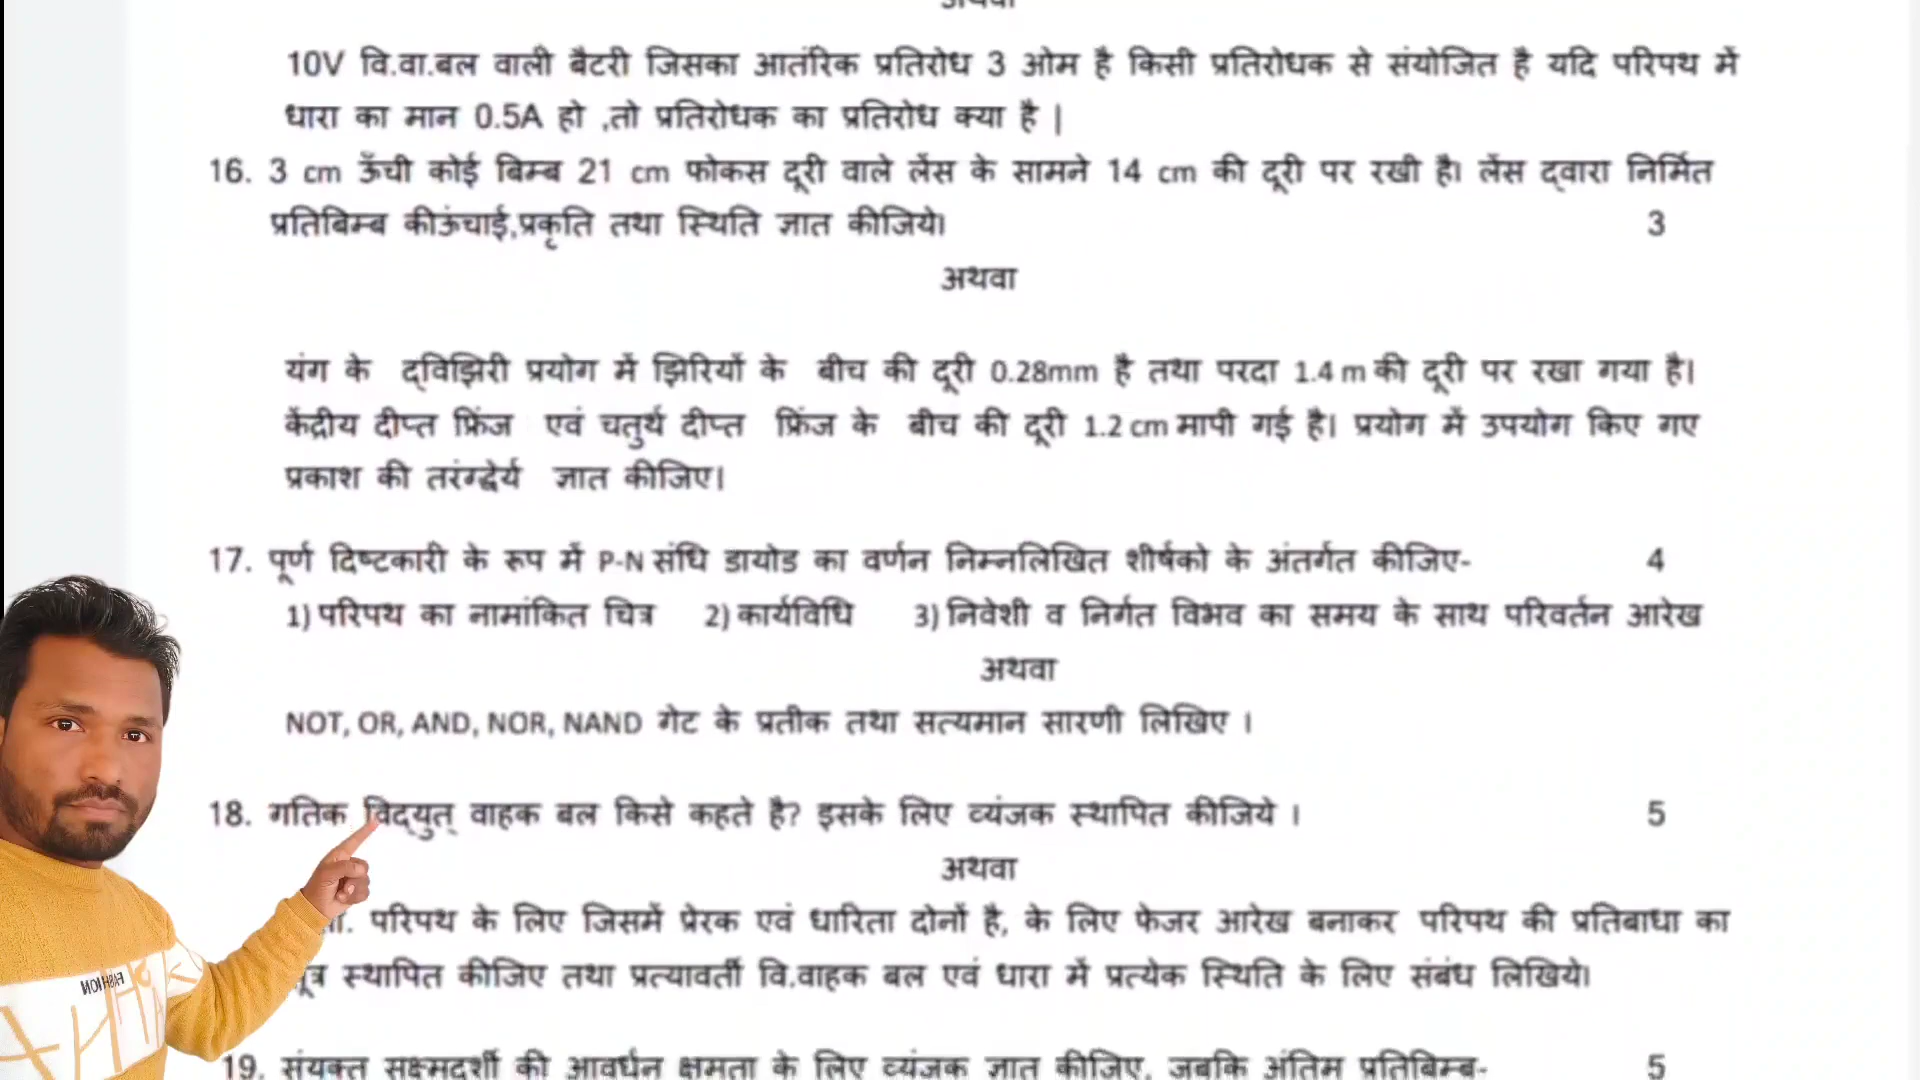 अथवा
10V वि.वा.बल वाली बैटरी जिसका आतंरिक प्रतिरोध 3 ओम है किसी प्रतिरोधक से संयोजित है यदि परिपथ में
धारा का मान 0.5A हो ,तो प्रतिरोधक का प्रतिरोध क्या है |
16. 3 cm ऊँची कोई बिम्ब 21 cm फोकस दूरी वाले लेंस के सामने 14 cm की दूरी पर रखी है। लेंस द्वारा निर्मित
प्रतिबिम्ब कीऊंचाई,प्रकृति तथा स्थिति ज्ञात कीजिये। 3
अथवा
यंग के द्विझिरी प्रयोग में झिरियों के बीच की दूरी 0.28mm है तथा परदा 1.4 m की दूरी पर रखा गया है।
केंद्रीय दीप्त फ्रिंज एवं चतुर्थ दीप्त फ्रिंज के बीच की दूरी 1.2 cm मापी गई है। प्रयोग में उपयोग किए गए
प्रकाश की तरंग्द्वेर्य ज्ञात कीजिए।
17. पूर्ण दिष्टकारी के रूप में P-N संधि डायोड का वर्णन निम्नलिखित शीर्षको के अंतर्गत कीजिए- 4
1) परिपथ का नामांकित चित्र 2) कार्यविधि 3) निवेशी व निर्गत विभव का समय के साथ परिवर्तन आरेख
अथवा
NOT, OR, AND, NOR, NAND गेट के प्रतीक तथा सत्यमान सारणी लिखिए ।
18. गतिक विद्युत् वाहक बल किसे कहते है? इसके लिए व्यंजक स्थापित कीजिये । 5
अथवा
परिपथ के लिए जिसमें प्रेरक एवं धारिता दोनों है, के लिए फेजर आरेख बनाकर परिपथ की प्रतिबाधा का
स्थापित कीजिए तथा प्रत्यावर्ती वि.वाहक बल एवं धारा में प्रत्येक स्थिति के लिए संबंध लिखिये।
19. संयुक्त सूक्ष्मदर्शी की आवर्धन क्षमता के लिए व्यंजक ज्ञात कीजिए, जबकि अंतिम प्रतिबिम्ब- 5
FASHION